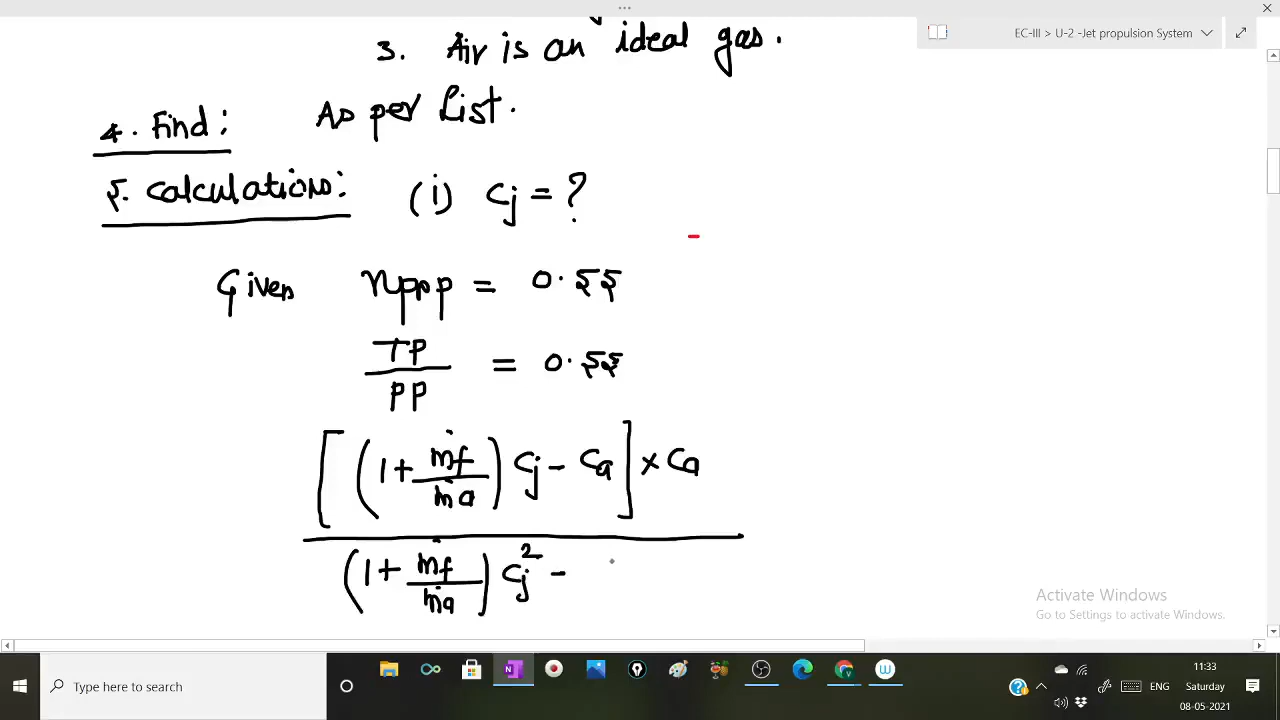 EC-III > U-2 -Jet propulsion System
3. Air is an ideal gas.
4. Find: As per List.
5. Calculations: (i) Cj = ?
Given ηprp = 0.55
TP
PP = 0.55
[(1 + ṁf/ṁa) Cj - Ca] × Ca
(1 + ṁf/ṁa) Cj² -
Activate Windows
Go to Settings to activate Windows.
Type here to search
ENG
11:33
Saturday
08-05-2021